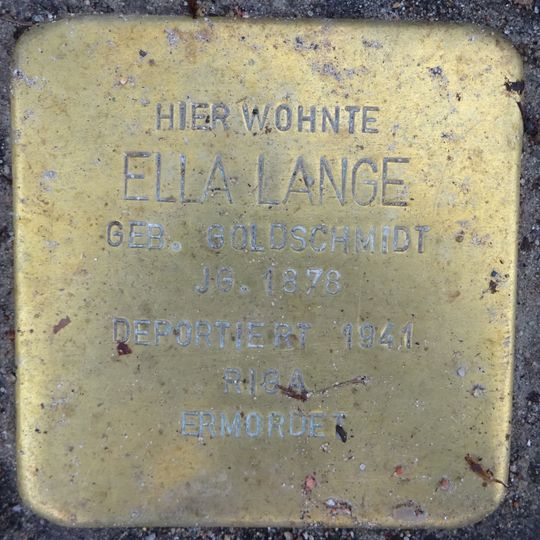 HIER WOHNTE
ELLA LANGE
GEB. GOLDSCHMIDT
JG. 1878
DEPORTIERT 1941
RIGA
ERMORDET